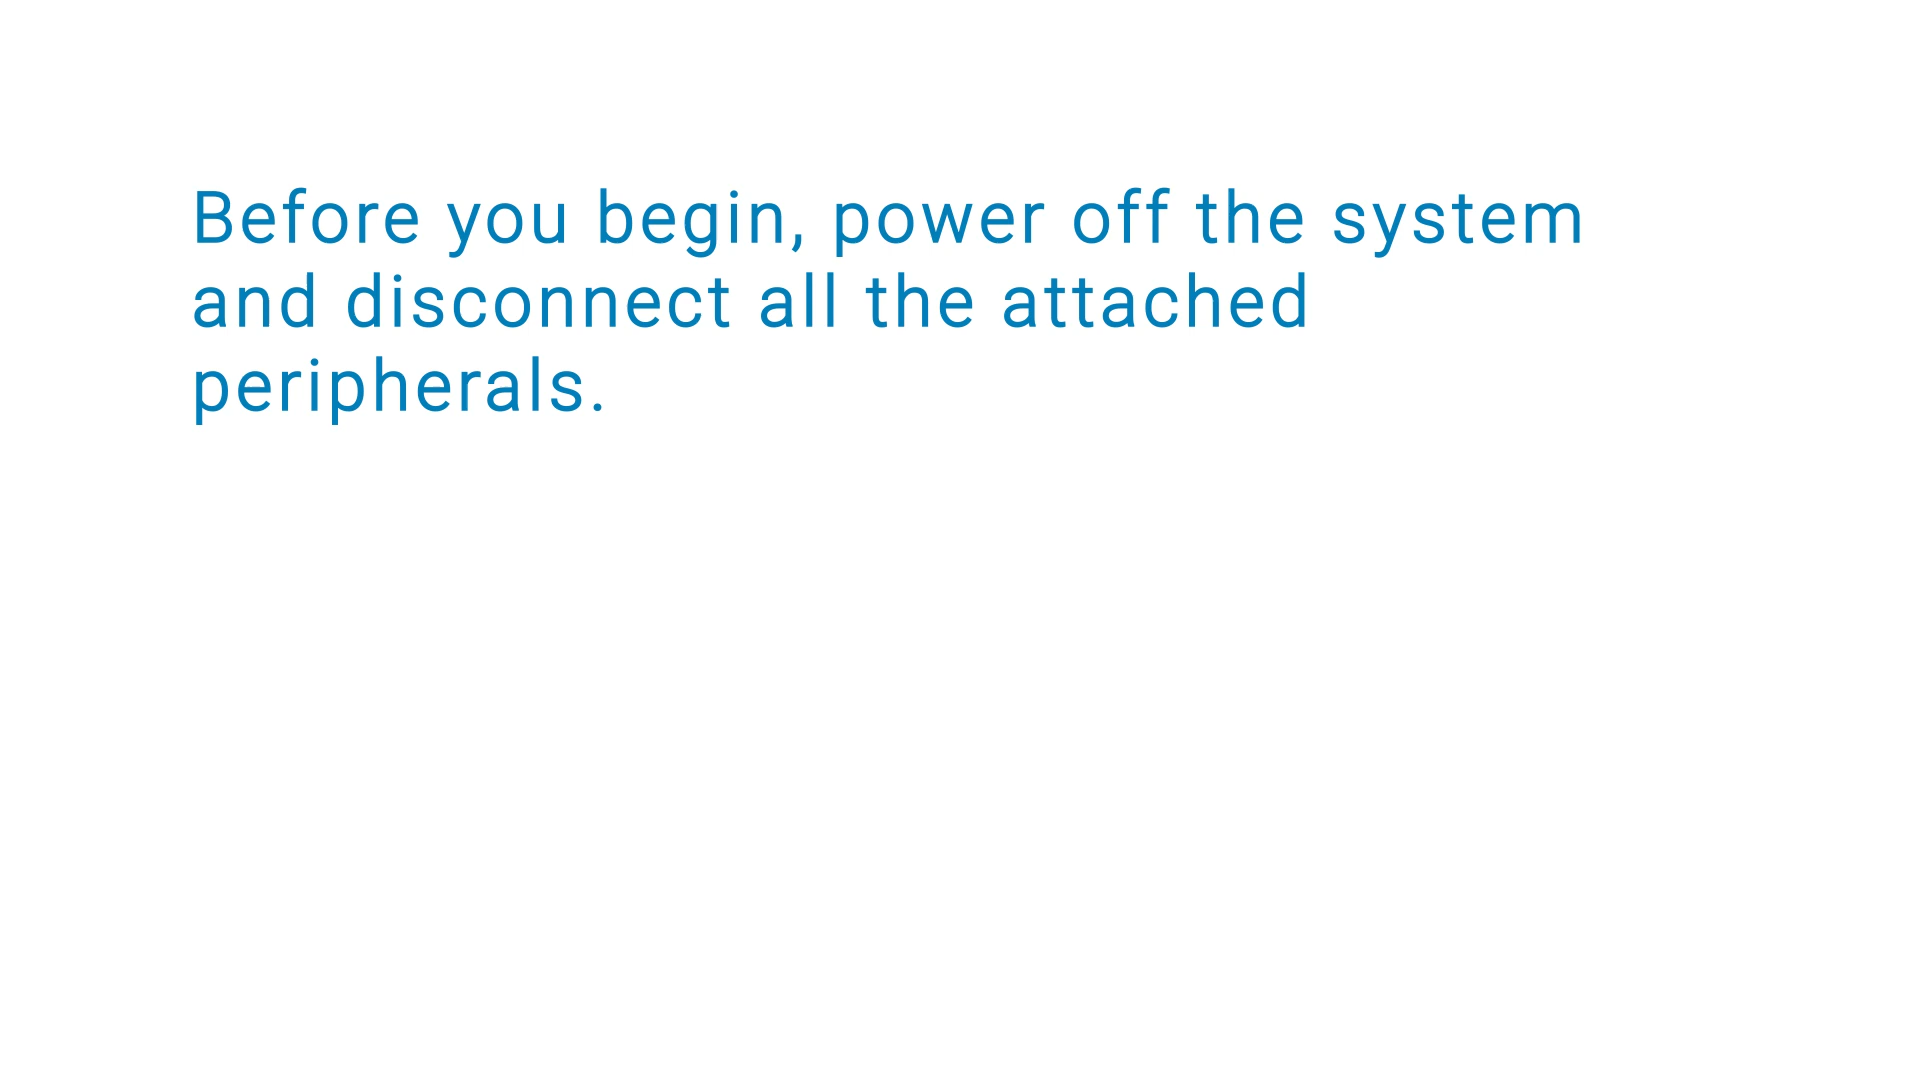 Before you begin, power off the system
and disconnect all the attached
peripherals.